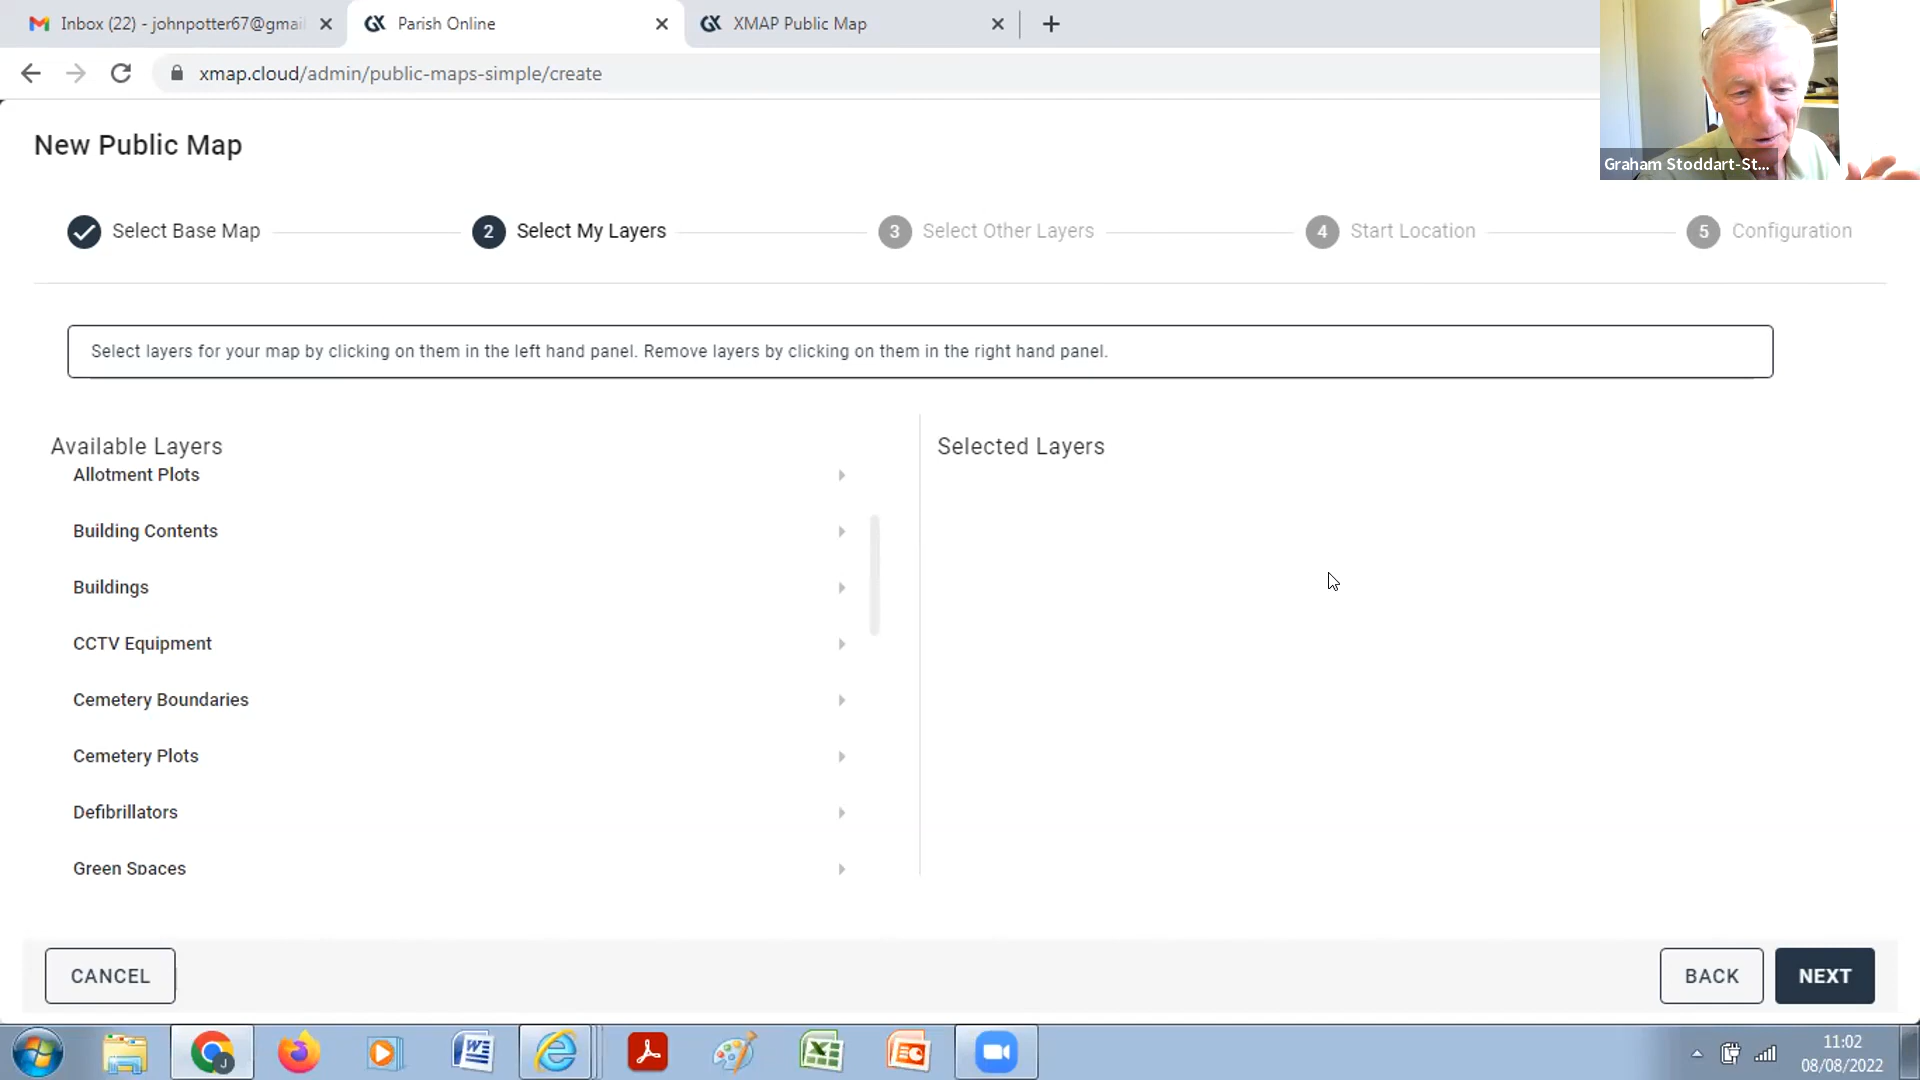 Inbox (22) - johnpotter67@gmai
Parish Online
XMAP Public Map
xmap.cloud/admin/public-maps-simple/create
Graham Stoddart-St...
New Public Map
Select Base Map
2 Select My Layers
3 Select Other Layers
4 Start Location
5 Configuration
Select layers for your map by clicking on them in the left hand panel. Remove layers by clicking on them in the right hand panel.
Available Layers
Allotment Plots
Building Contents
Buildings
CCTV Equipment
Cemetery Boundaries
Cemetery Plots
Defibrillators
Green Spaces
Selected Layers
CANCEL
BACK
NEXT
11:02
08/08/2022